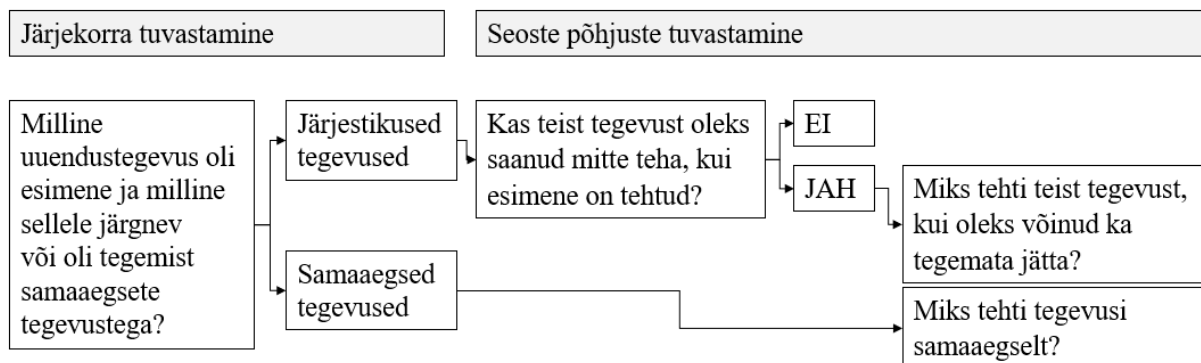 Järjekorra tuvastamine
Seoste põhjuste tuvastamine
Milline
uuendustegevus oli
esimene ja milline
sellele järgnev
või oli tegemist
samaaegsete
tegevustega?
Järjestikused
tegevused
Samaaegsed
tegevused
Kas teist tegevust oleks
saanud mitte teha, kui
esimene on tehtud?
EI
JAH
Miks tehti teist tegevust,
kui oleks võinud ka
tegemata jätta?
Miks tehti tegevusi
samaaegselt?